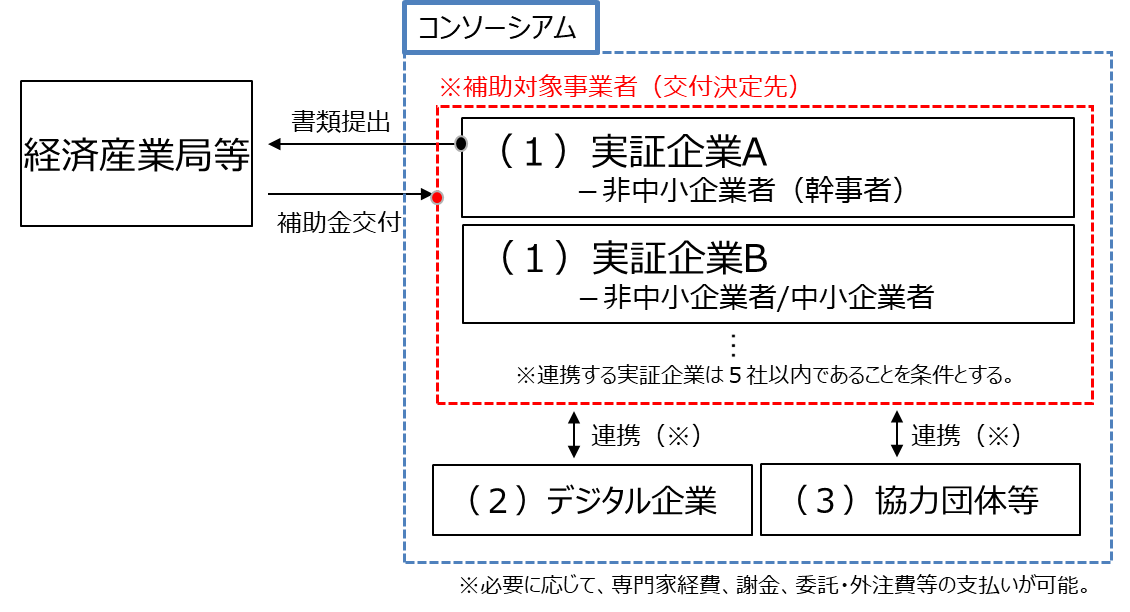 コンソーシアム
※補助対象事業者（交付決定先）
経済産業局等
書類提出
補助金交付
（１）実証企業A
－非中小企業者（幹事者）
（１）実証企業B
－非中小企業者/中小企業者
…
※連携する実証企業は５社以内であることを条件とする。
連携（※）
連携（※）
（２）デジタル企業
（３）協力団体等
※必要に応じて、専門家経費、謝金、委託・外注費等の支払いが可能。